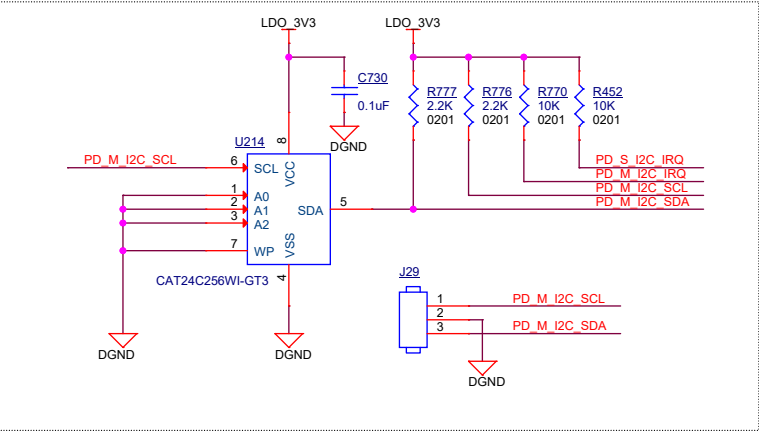 LDO_3V3
LDO_3V3
C730
0.1uF
DGND
R777
2.2K
0201
R776
2.2K
0201
R770
10K
0201
R452
10K
0201
U214
8
PD_M_I2C_SCL
6
SCL
VCC
1
A0
2
A1
3
A2
SDA
5
7
WP
VSS
4
CAT24C256WI-GT3
PD_S_I2C_IRQ
PD_M_I2C_IRQ
PD_M_I2C_SCL
PD_M_I2C_SDA
DGND
DGND
J29
1
PD_M_I2C_SCL
2
3
PD_M_I2C_SDA
DGND